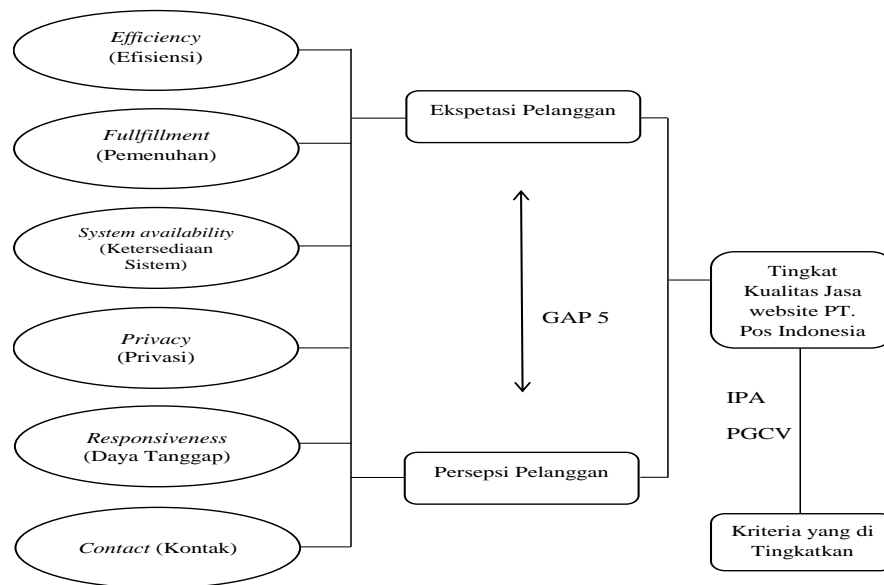 Efficiency
(Efisiensi)
Fullfillment
(Pemenuhan)
System availability
(Ketersediaan
Sistem)
Privacy
(Privasi)
Responsiveness
(Daya Tanggap)
Contact (Kontak)
Ekspetasi Pelanggan
GAP 5
Persepsi Pelanggan
Tingkat
Kualitas Jasa
website PT.
Pos Indonesia
IPA
PGCV
Kriteria yang di
Tingkatkan